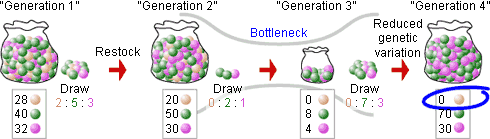 "Generation 1"
"Generation 2"
"Generation 3"
"Generation 4"
Bottleneck
Reduced
genetic
variation
Restock
Draw
2 : 5 : 3
Draw
0 : 2 : 1
Draw
0 : 7 : 3
28
40
32
20
50
30
0
8
4
0
70
30